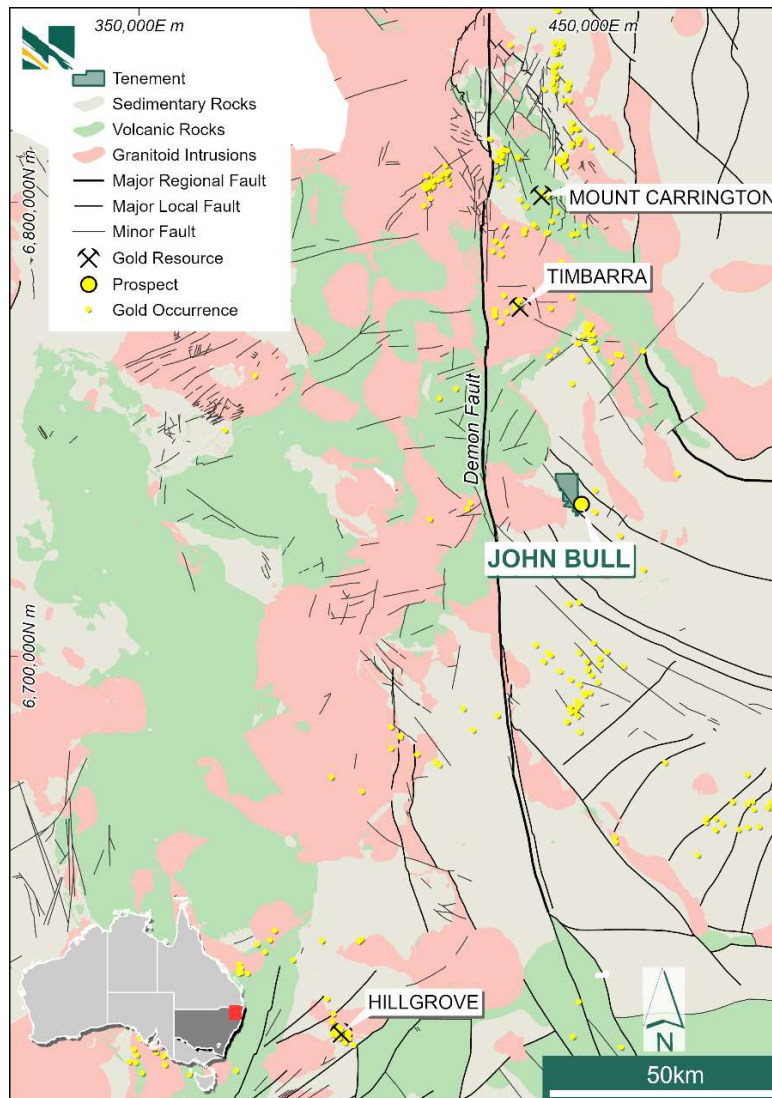 350,000E m
450,000E m
Tenement
Sedimentary Rocks
Volcanic Rocks
Granitoid Intrusions
Major Regional Fault
Major Local Fault
Minor Fault
Gold Resource
Prospect
Gold Occurrence
6,800,000N m
MOUNT CARRINGTON
TIMBARRA
Demon Fault
JOHN BULL
6,700,000N m
HILLGROVE
N
50km